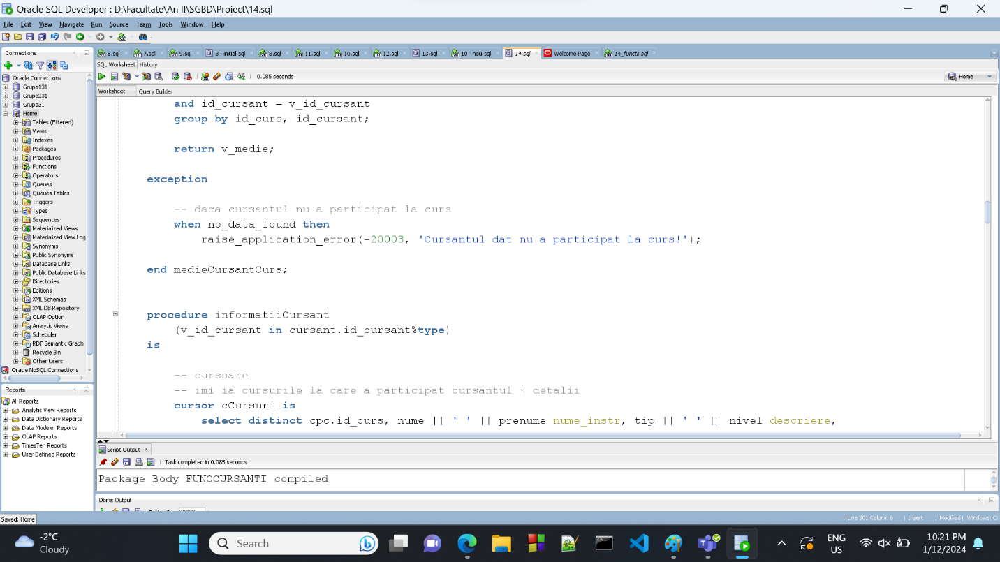 Oracle SQL Developer : D:\Facultate\An II\SGBD\Proiect\14.sql
File Edit View Navigate Run Source Team Tools Window Help
Connections
6.sql 7.sql 9.sql 8 - initial.sql 8.sql 11.sql 10.sql 12.sql 13.sql 10 - nou.sql 14.sql Welcome Page 14_functii.sql
SQL Worksheet History
0.085 seconds
Home
Worksheet Query Builder
Oracle Connections
Grupa131
Grupa231
Grupa31
Home
Tables (Filtered)
Views
Indexes
Packages
Procedures
Functions
Operators
Queues
Queues Tables
Triggers
Types
Sequences
Materialized Views
Materialized View Log
Synonyms
Public Synonyms
Database Links
Public Database Links
Directories
Editions
XML Schemas
XML DB Repository
OLAP Option
Analytic Views
Scheduler
RDF Semantic Graph
Recycle Bin
Other Users
Oracle NoSQL Connections
Reports
All Reports
Analytic View Reports
Data Dictionary Reports
Data Modeler Reports
OLAP Reports
TimesTen Reports
User Defined Reports
and id_cursant = v_id_cursant
group by id_curs, id_cursant;
return v_medie;
exception
-- daca cursantul nu a participat la curs
when no_data_found then
raise_application_error(-20003, 'Cursantul dat nu a participat la curs!');
end medieCursantCurs;
procedure informatiiCursant
(v_id_cursant in cursant.id_cursant%type)
is
-- cursoare
-- imi ia cursurile la care a participat cursantul + detalii
cursor cCursuri is
select distinct cpc.id_curs, nume || ' ' || prenume nume_instr, tip || ' ' || nivel descriere,
Script Output
Task completed in 0.085 seconds
Package Body FUNCCURSANTI compiled
Dbms Output
Saved: Home
Line 301 Column 6 | Insert | Modified | Windows: Cl
-2°C
Cloudy
Search
ENG
US
10:21 PM
1/12/2024